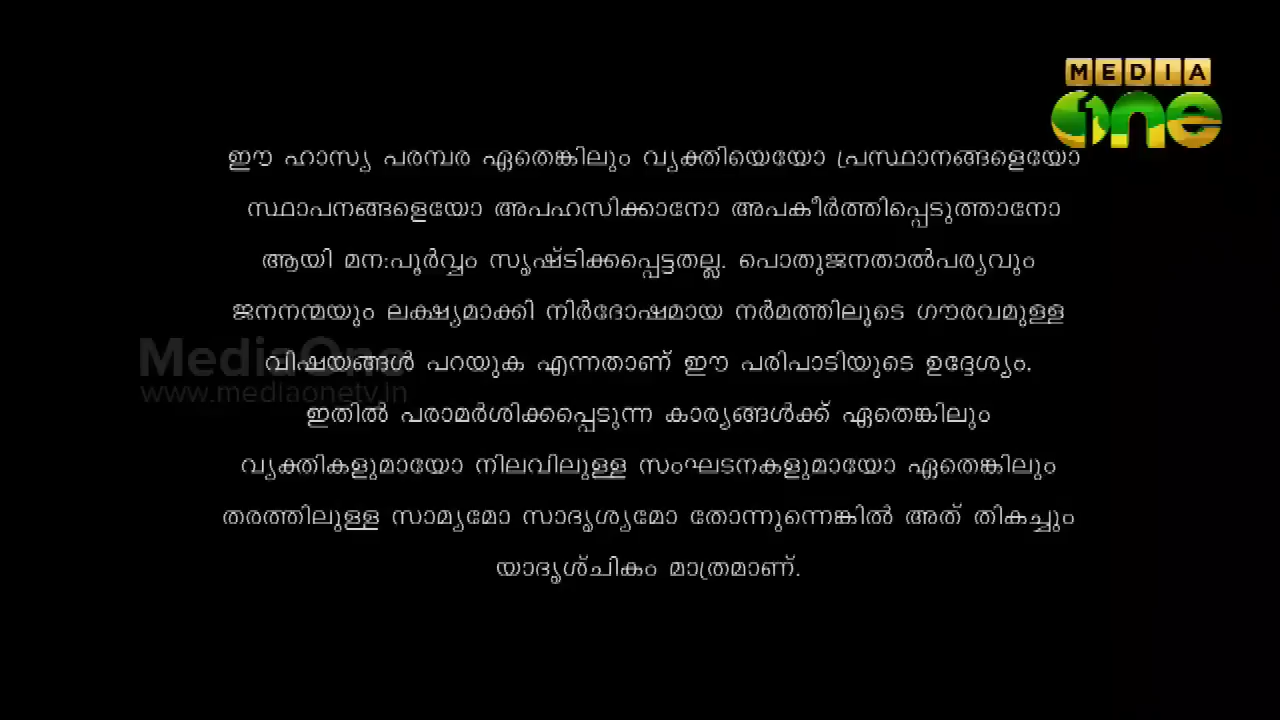 MEDIA
One
ഈ ഹാസ്യ പരമ്പര ഏതെങ്കിലും വ്യക്തിയെയോ പ്രസ്ഥാനങ്ങളെയോ
സ്ഥാപനങ്ങളെയോ അപഹസിക്കാനോ അപകീർത്തിപ്പെടുത്താനോ
ആയി മന:പൂർവ്വം സൃഷ്ടിക്കപ്പെട്ടതല്ല. പൊതുജനതാൽപര്യവും
ജനനന്മയും ലക്ഷ്യമാക്കി നിർദോഷമായ നർമത്തിലൂടെ ഗൗരവമുള്ള
വിഷയങ്ങൾ പറയുക എന്നതാണ് ഈ പരിപാടിയുടെ ഉദ്ദേശ്യം.
MediaOne
www.mediaonetv.in
ഇതിൽ പരാമർശിക്കപ്പെടുന്ന കാര്യങ്ങൾക്ക് ഏതെങ്കിലും
വ്യക്തികളുമായോ നിലവിലുള്ള സംഘടനകളുമായോ ഏതെങ്കിലും
തരത്തിലുള്ള സാമ്യമോ സാദൃശ്യമോ തോന്നുന്നെങ്കിൽ അത് തികച്ചും
യാദൃശ്ചികം മാത്രമാണ്.